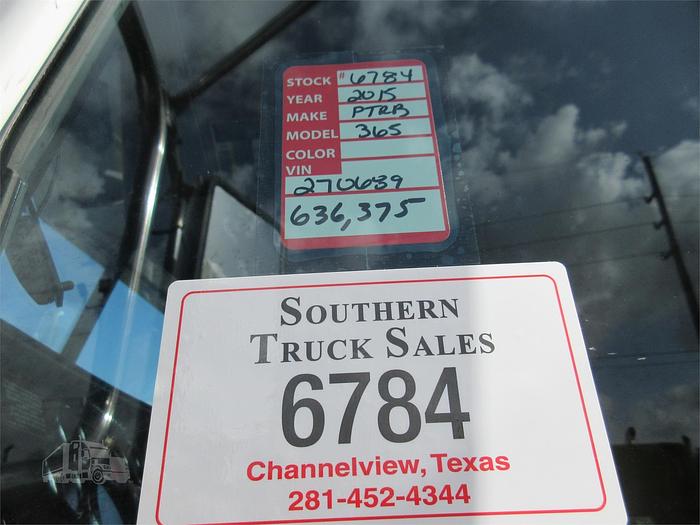 STOCK # 6784
YEAR 2015
MAKE PTRB
MODEL 365
COLOR
VIN
270689
636,375
SOUTHERN
TRUCK SALES
6784
Channelview, Texas
281-452-4344